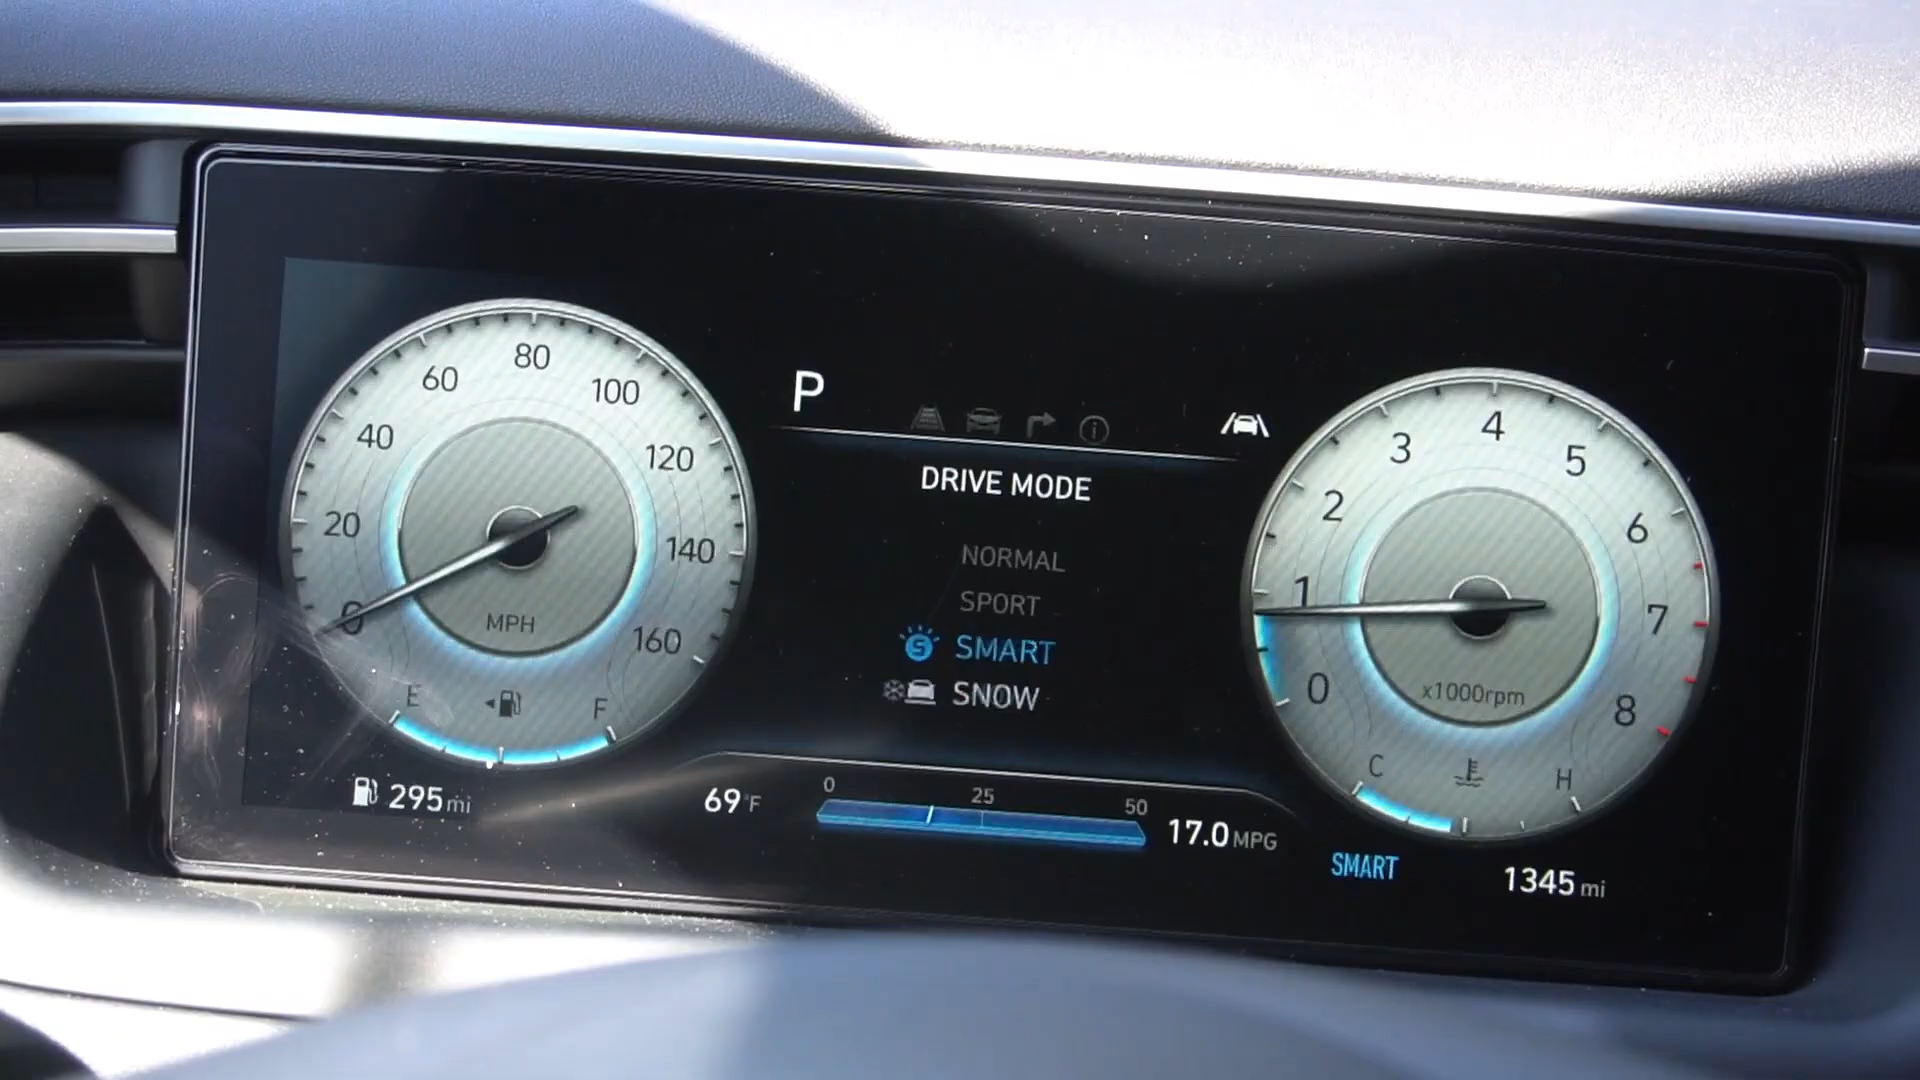 0
20
40
60
80
100
120
140
160
MPH
E
F
295 mi
P
DRIVE MODE
NORMAL
SPORT
S SMART
SNOW
69°F
0 25 50
17.0 MPG
0
1
2
3
4
5
6
7
8
x1000rpm
C
H
SMART
1345 mi